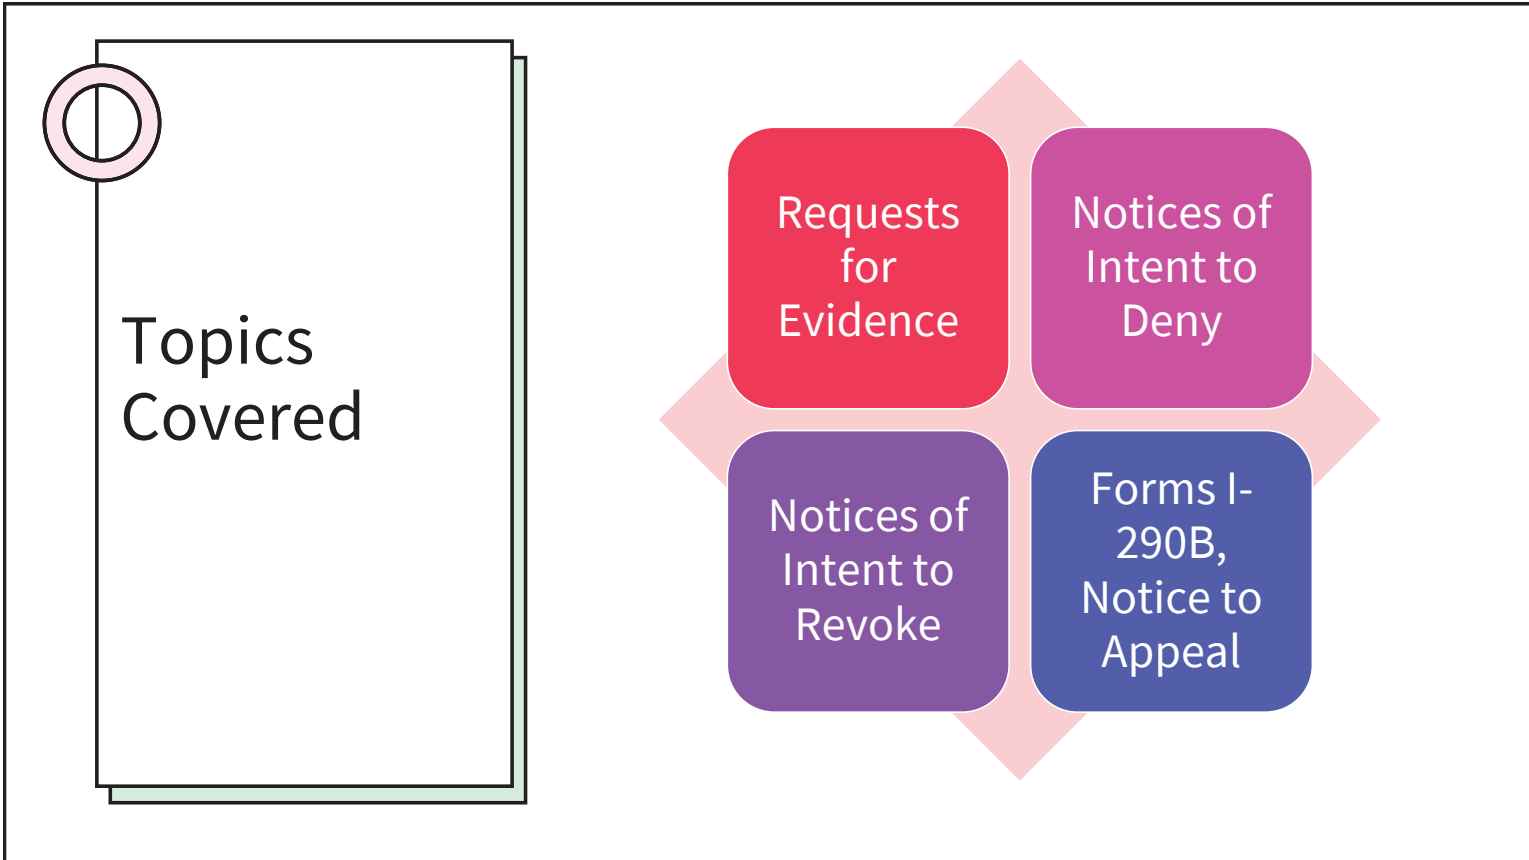 Topics
Covered
Requests
for
Evidence
Notices of
Intent to
Deny
Notices of
Intent to
Revoke
Forms I-
290B,
Notice to
Appeal